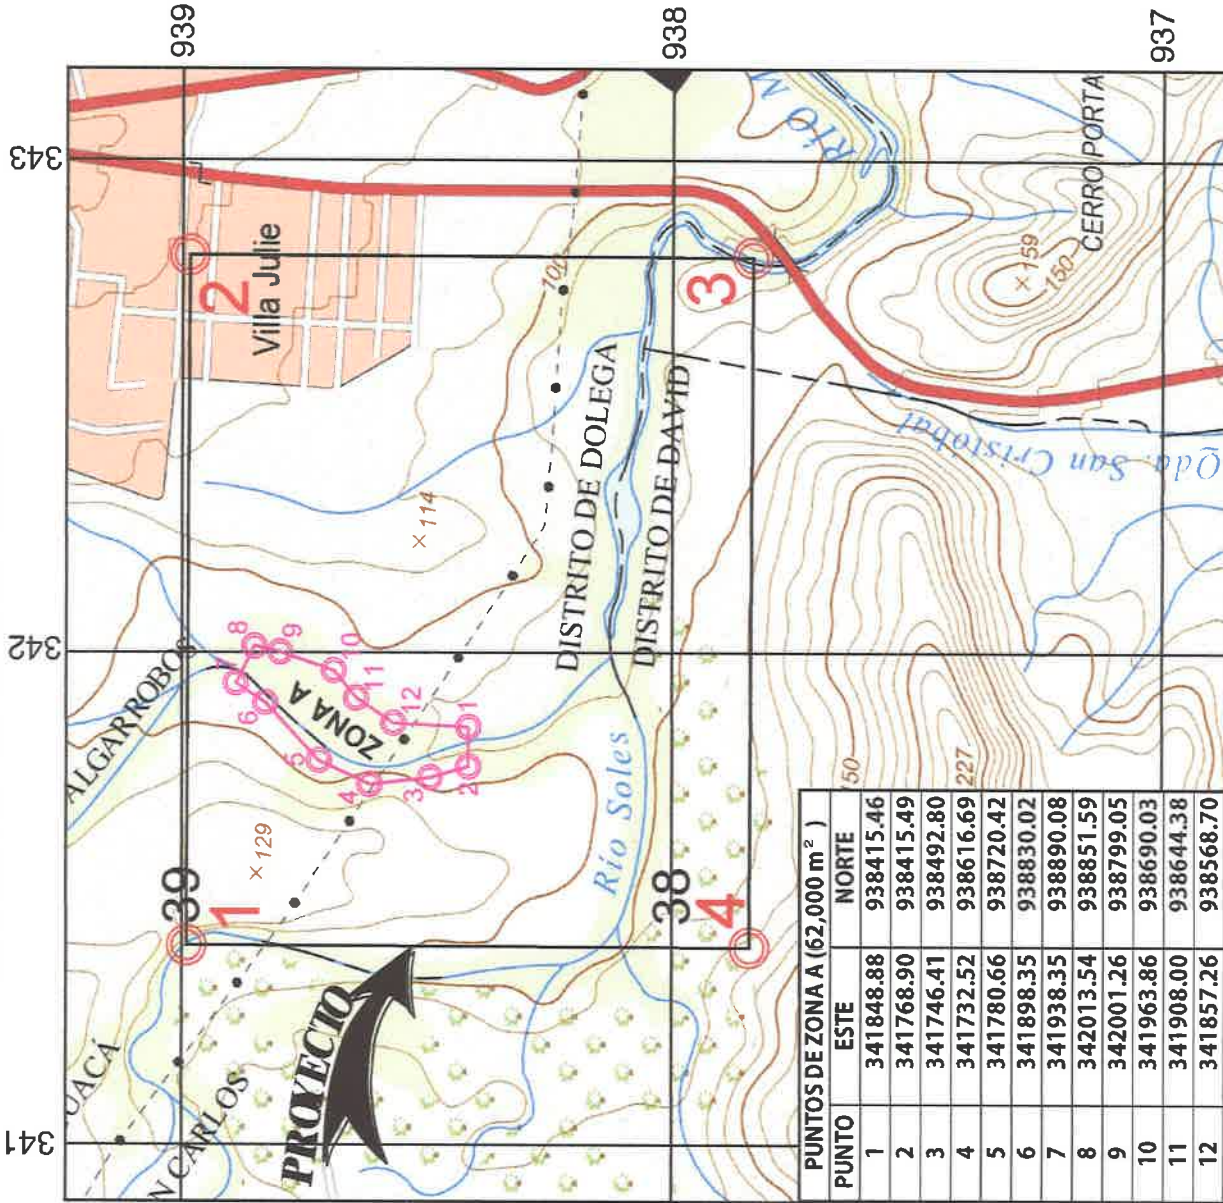 939
938
937
343
342
341
39
38
1
2
3
4
Villa Julie
ALGARROBOS
UACÁ
N CARLOS
PROYECTO
ZONA A
1
2
3
4
5
6
8
9
10
11
12
×129
×114
100
×159
150
150
227
DISTRITO DE DOLEGA
DISTRITO DE DAVID
Río Soles
RÍO M
Qda. San Cristóbal
CERRO PORTA
PUNTOS DE ZONA A (62,000 m²)
PUNTO ESTE NORTE
1 341848.88 938415.46
2 341768.90 938415.49
3 341746.41 938492.80
4 341732.52 938616.69
5 341780.66 938720.42
6 341898.35 938830.02
7 341938.35 938890.08
8 342013.54 938851.59
9 342001.26 938799.05
10 341963.86 938690.03
11 341908.00 938644.38
12 341857.26 938568.70